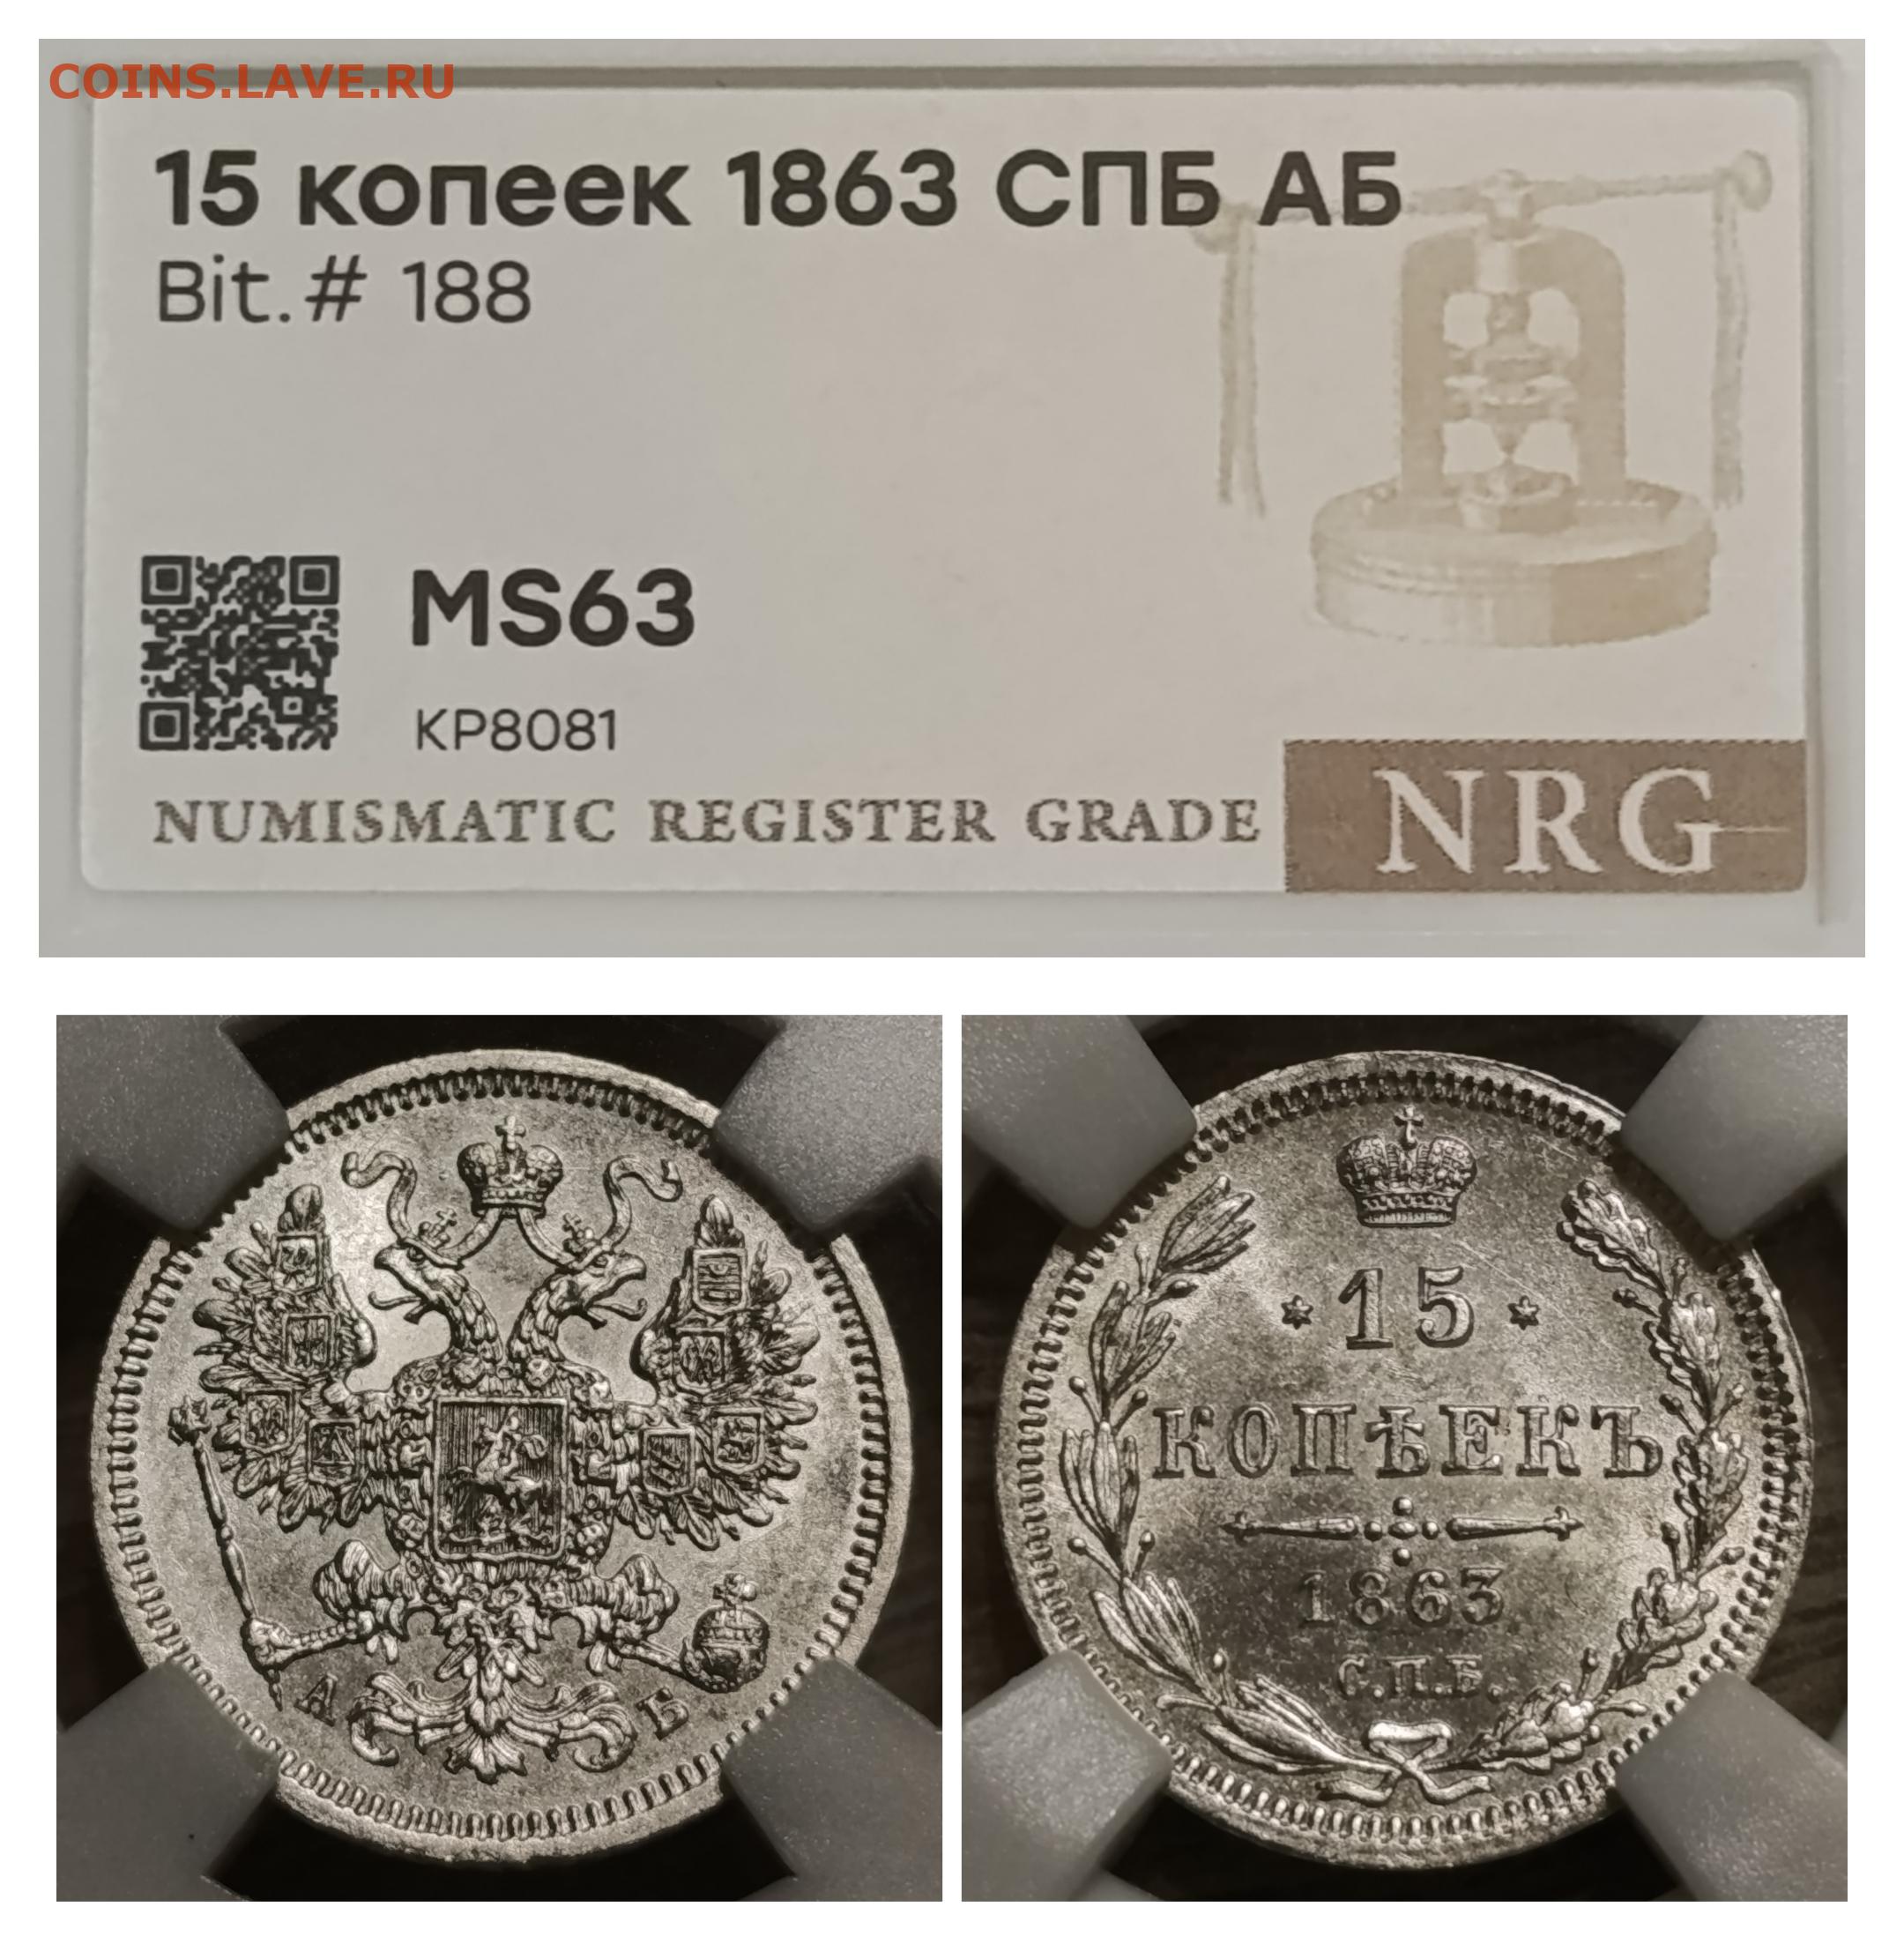 COINS.LAVE.RU
15 копеек 1863 СПБ АБ
Bit.# 188
MS63
KP8081
NUMISMATIC REGISTER GRADE
NRG
А Б
15
КОПѢЕКЪ
1863
С.П.Б.